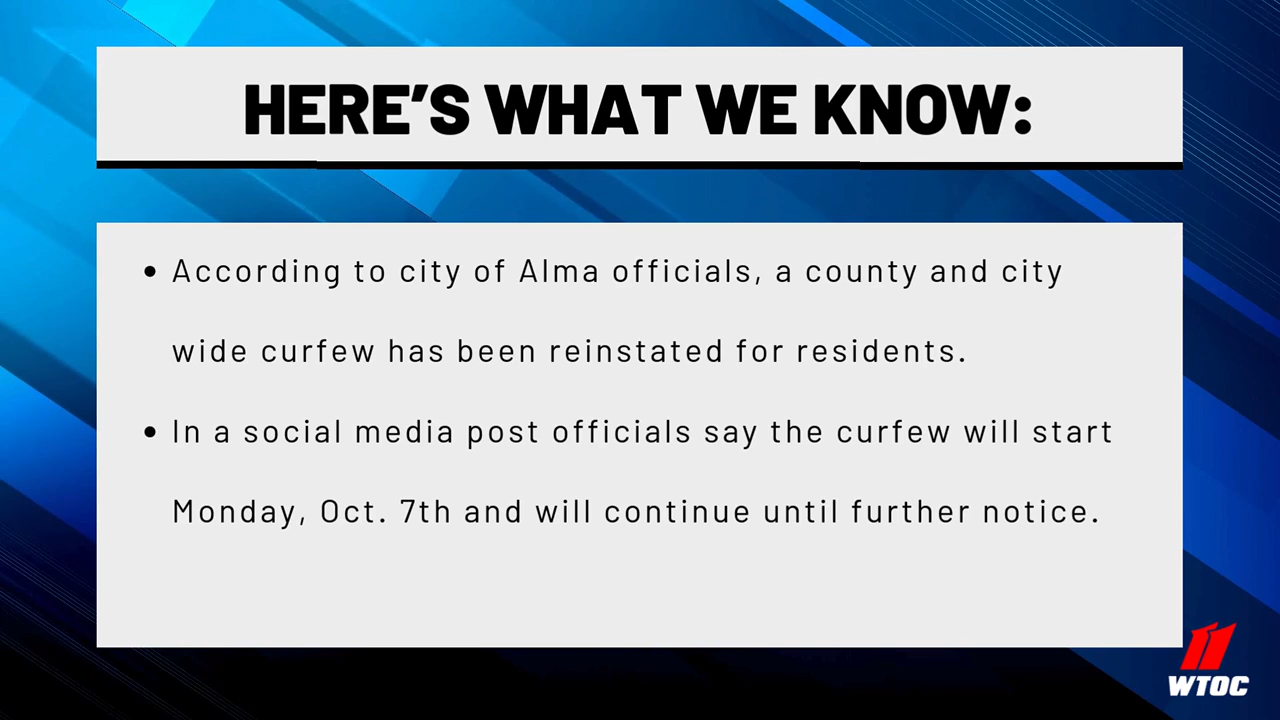 HERE’S WHAT WE KNOW:
• According to city of Alma officials, a county and city
wide curfew has been reinstated for residents.
• In a social media post officials say the curfew will start
Monday, Oct. 7th and will continue until further notice.
11
WTOC